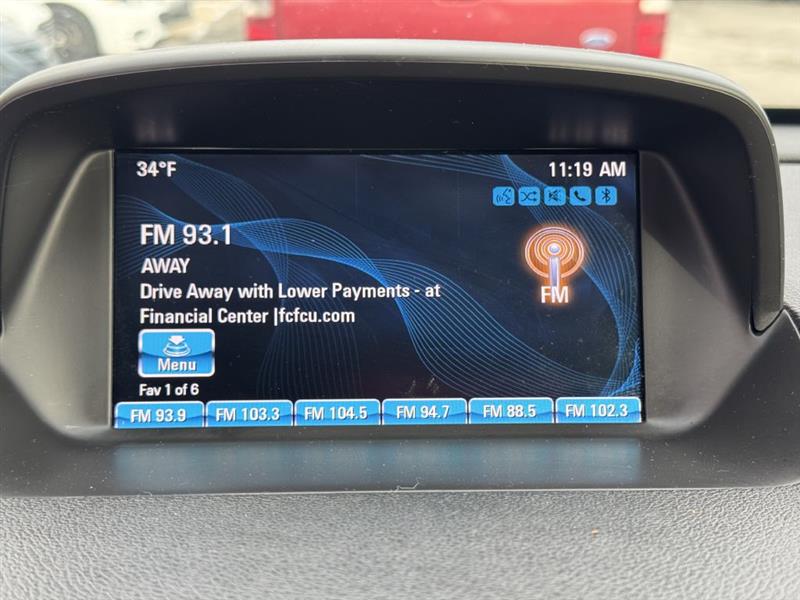 34°F
11:19 AM
FM 93.1
AWAY
Drive Away with Lower Payments - at
Financial Center |fcfcu.com
FM
Menu
Fav 1 of 6
FM 93.9 FM 103.3 FM 104.5 FM 94.7 FM 88.5 FM 102.3